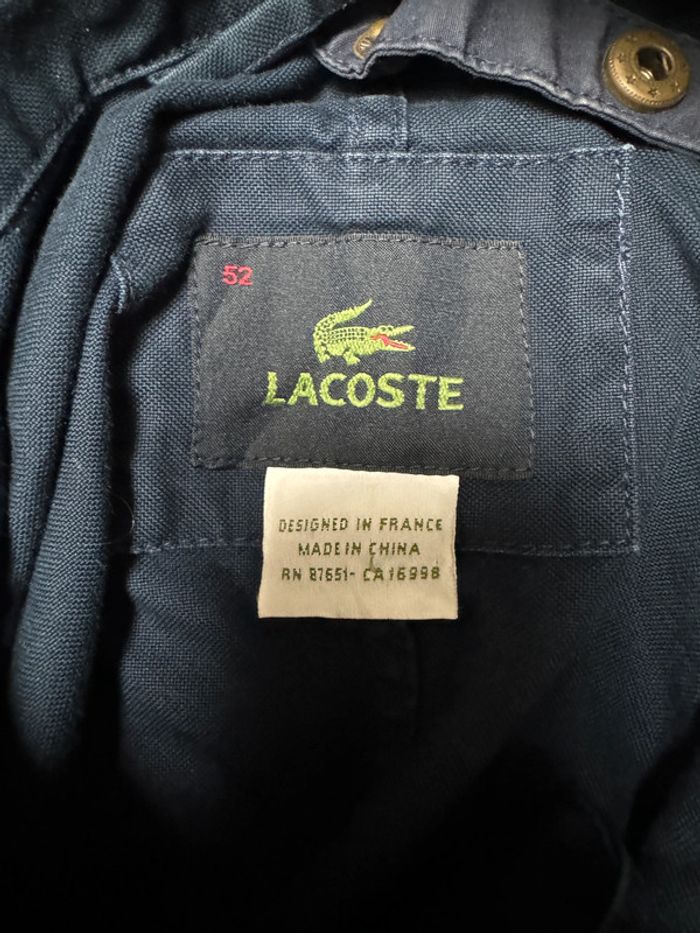 52
LACOSTE
DESIGNED IN FRANCE
MADE IN CHINA
RN 87651- CA16998